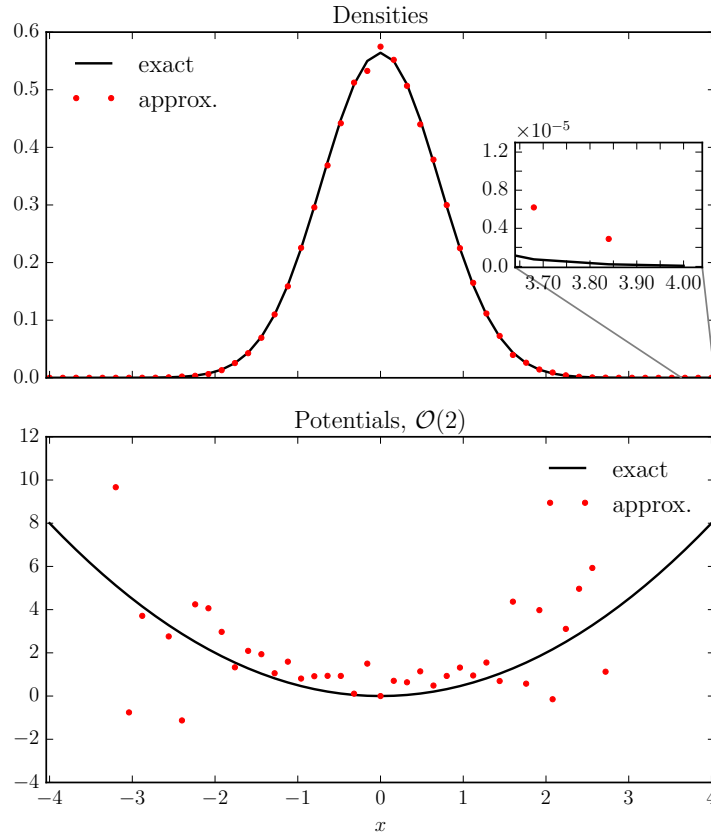 Densities
0.6
0.5
0.4
0.3
0.2
0.1
0.0
exact
approx.
×10⁻⁵
1.2
0.8
0.4
0.0
3.70 3.80 3.90 4.00
Potentials, 𝒪(2)
12
10
8
6
4
2
0
−2
−4
exact
approx.
−4 −3 −2 −1 0 1 2 3 4
x